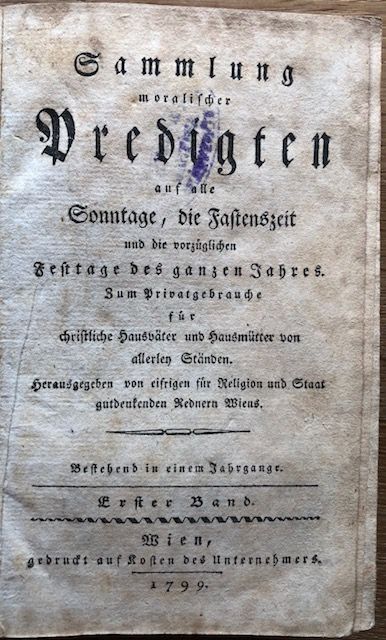 Sammlung
moralischer
Predigten
auf alle
Sonntage, die Fastenszeit
und die vorzüglichen
Festtage des ganzen Jahres.
Zum Privatgebrauche
für
christliche Hausväter und Hausmütter von
allerley Ständen.
Herausgegeben von eifrigen für Religion und Staat
gutdenkenden Rednern Wiens.
Bestehend in einem Jahrgange.
Erster Band.
Wien,
gedruckt auf Kosten des Unternehmers.
1799.